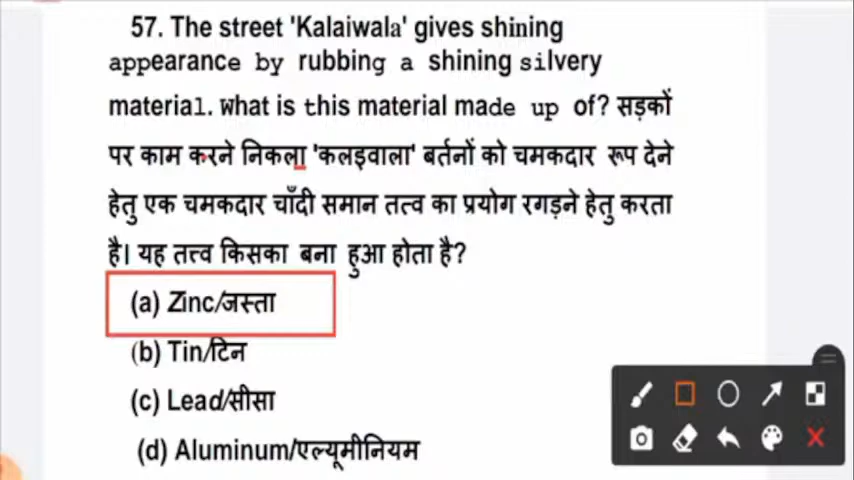 57. The street 'Kalaiwala' gives shining
appearance by rubbing a shining silvery
material. What is this material made up of? सड़कों
पर काम करने निकला 'कलइवाला' बर्तनों को चमकदार रूप देने
हेतु एक चमकदार चाँदी समान तत्व का प्रयोग रगड़ने हेतु करता
है। यह तत्त्व किसका बना हुआ होता है?
(a) Zinc/जस्ता
(b) Tin/टिन
(c) Lead/सीसा
(d) Aluminum/एल्यूमीनियम